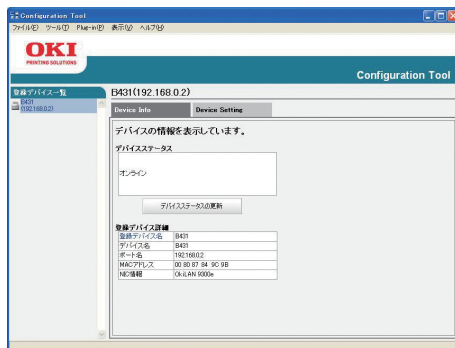 Configuration Tool
ファイル(F) ツール(T) Plug-in(P) 表示(V) ヘルプ(H)
OKI
PRINTING SOLUTIONS
Configuration Tool
登録デバイス一覧
B431
(192.168.0.2)
B431(192.168.0.2)
Device Info Device Setting
デバイスの情報を表示しています。
デバイスステータス
オンライン
デバイスステータスの更新
登録デバイス詳細
登録デバイス名 B431
デバイス名 B431
ポート名 192.168.0.2
MACアドレス 00 80 87 84 9C 9B
NIC情報 OkiLAN 9300e